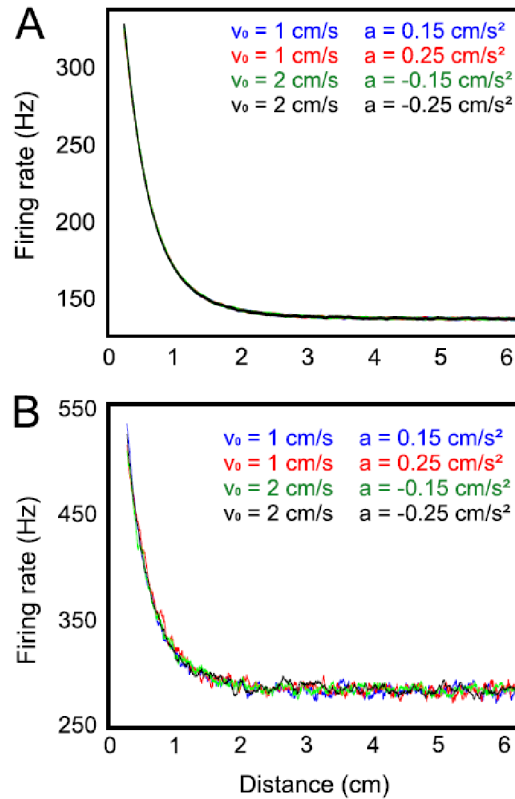 A
v₀ = 1 cm/s a = 0.15 cm/s²
v₀ = 1 cm/s a = 0.25 cm/s²
v₀ = 2 cm/s a = -0.15 cm/s²
v₀ = 2 cm/s a = -0.25 cm/s²
Firing rate (Hz)
300
250
200
150
0 1 2 3 4 5 6
B
v₀ = 1 cm/s a = 0.15 cm/s²
v₀ = 1 cm/s a = 0.25 cm/s²
v₀ = 2 cm/s a = -0.15 cm/s²
v₀ = 2 cm/s a = -0.25 cm/s²
Firing rate (Hz)
550
450
350
250
0 1 2 3 4 5 6
Distance (cm)